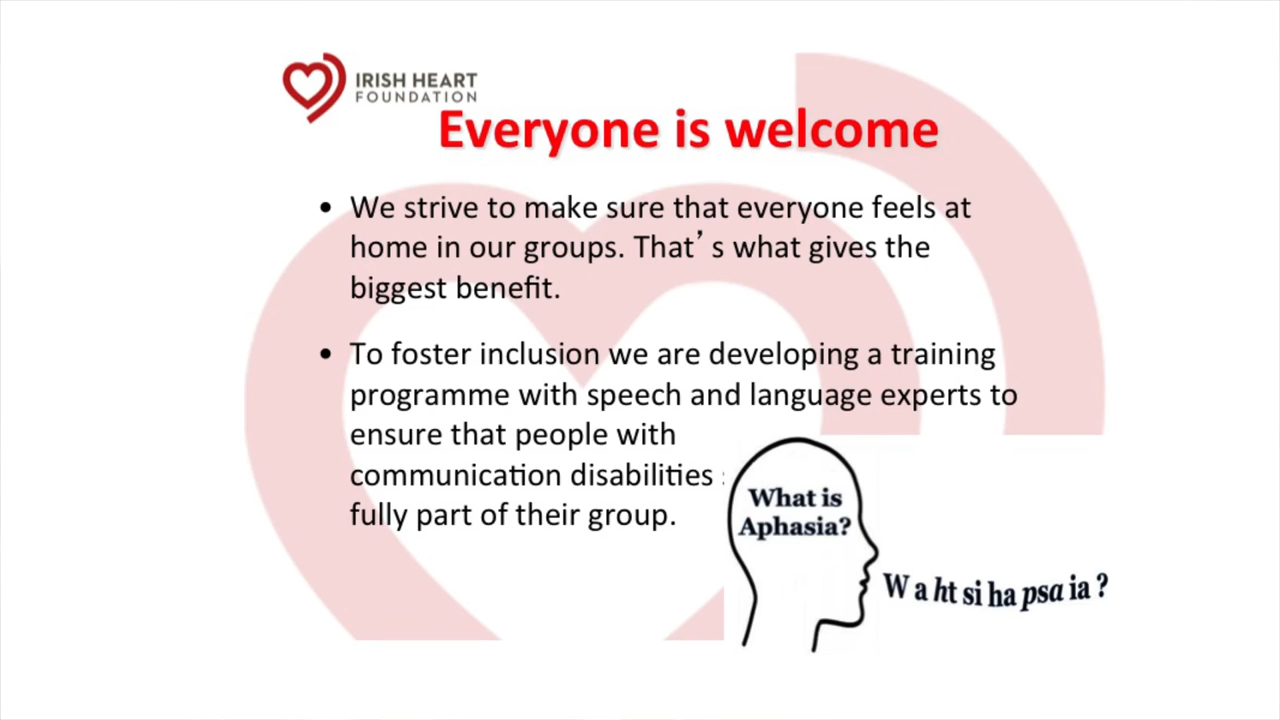 IRISH HEART
FOUNDATION
Everyone is welcome
• We strive to make sure that everyone feels at
home in our groups. That's what gives the
biggest benefit.
• To foster inclusion we are developing a training
programme with speech and language experts to
ensure that people with
communication disabilities
fully part of their group.
What is
Aphasia?
W a ht si ha psa ia ?